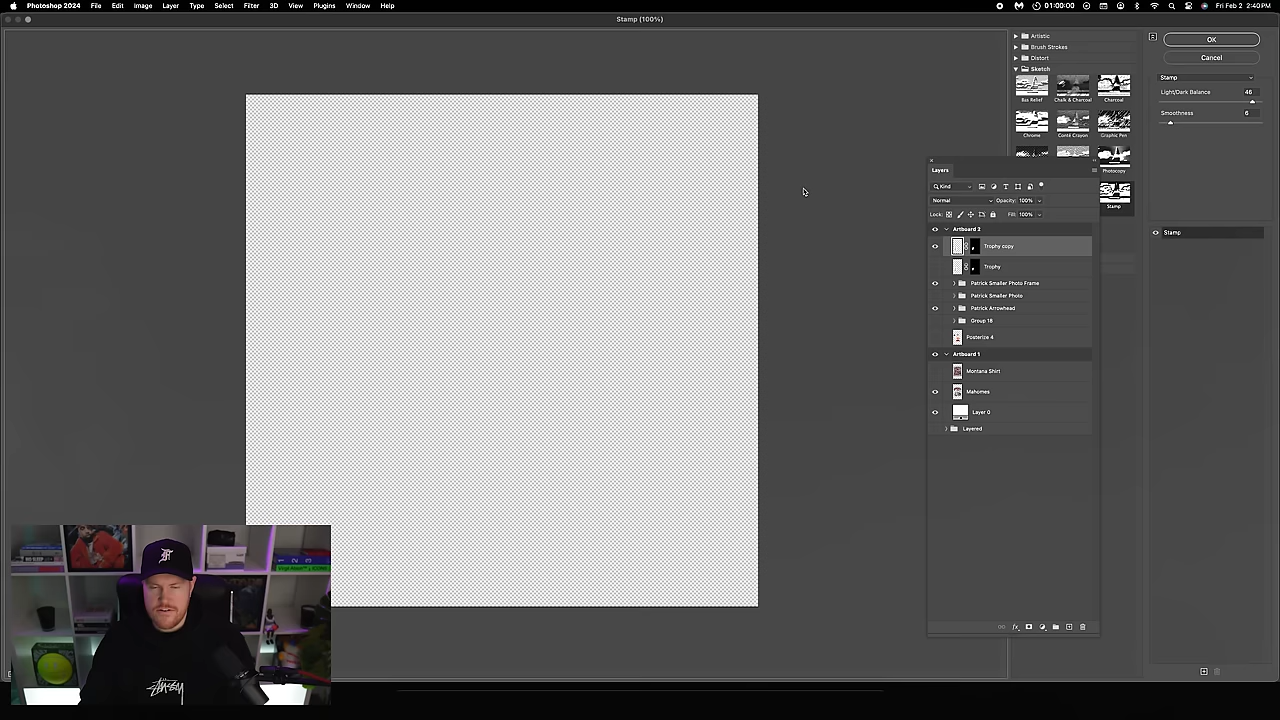 Photoshop 2024 File Edit Image Layer Type Select Filter 3D View Plugins Window Help
01:00:00 Fri Feb 2 2:40 PM
Stamp (100%)
Artistic
Brush Strokes
Distort
Sketch
Bas Relief Chalk & Charcoal Charcoal
Chrome Conté Crayon Graphic Pen
Photocopy
Stamp
OK
Cancel
Stamp
Light/Dark Balance 46
Smoothness 6
Stamp
Layers
Kind
Normal Opacity: 100%
Lock: Fill: 100%
Artboard 2
Trophy copy
Trophy
Patrick Smaller Photo Frame
Patrick Smaller Photo
Patrick Arrowhead
Group 18
Posterize 4
Artboard 1
Montana Shirt
Mahomes
Layer 0
Layered